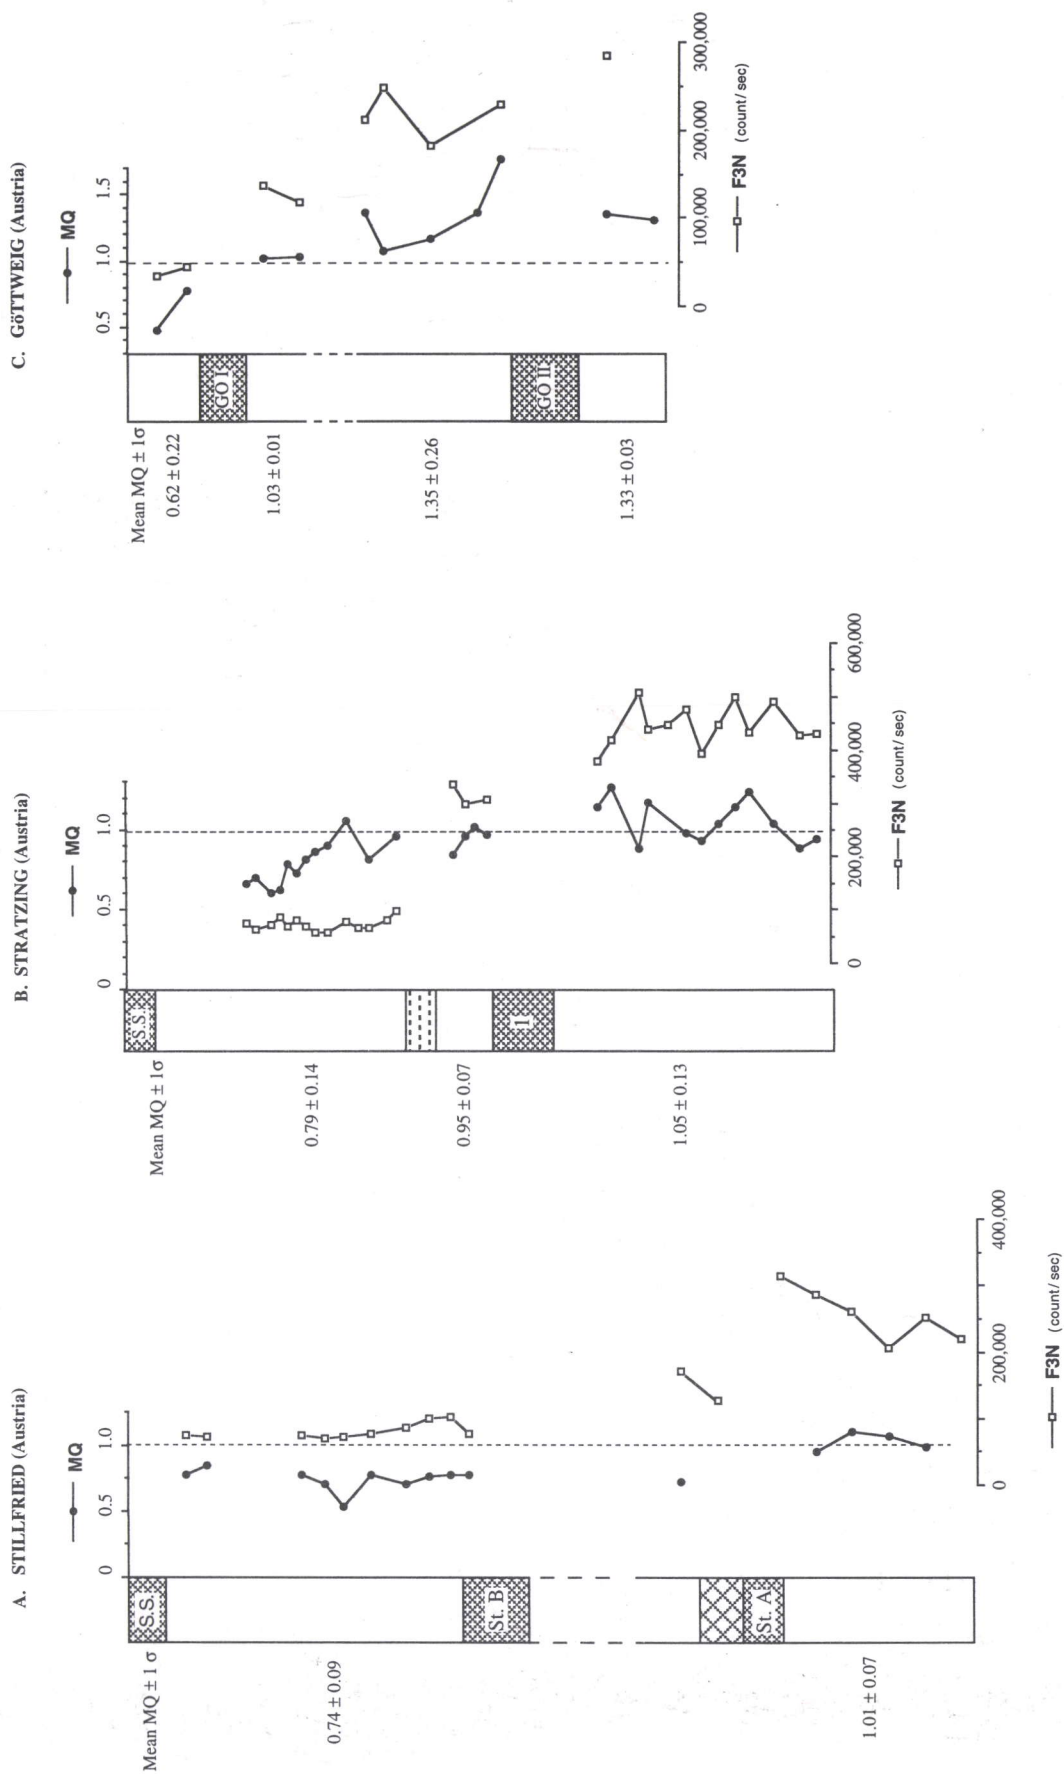 A. STILLFRIED (Austria)
MQ
0 0.5 1.0
Mean MQ ± 1 σ
S.S.
0.74 ± 0.09
St. B
St. A
1.01 ± 0.07
0 200,000 400,000
F3N (count/sec)
B. STRATZING (Austria)
MQ
0 0.5 1.0
Mean MQ ± 1σ
S.S.
0.79 ± 0.14
0.95 ± 0.07
1
1.05 ± 0.13
0 200,000 400,000 600,000
F3N (count/sec)
C. GöTTWEIG (Austria)
MQ
0.5 1.0 1.5
Mean MQ ± 1σ
0.62 ± 0.22
GO I
1.03 ± 0.01
1.35 ± 0.26
GO II
1.33 ± 0.03
0 100,000 200,000 300,000
F3N (count/sec)